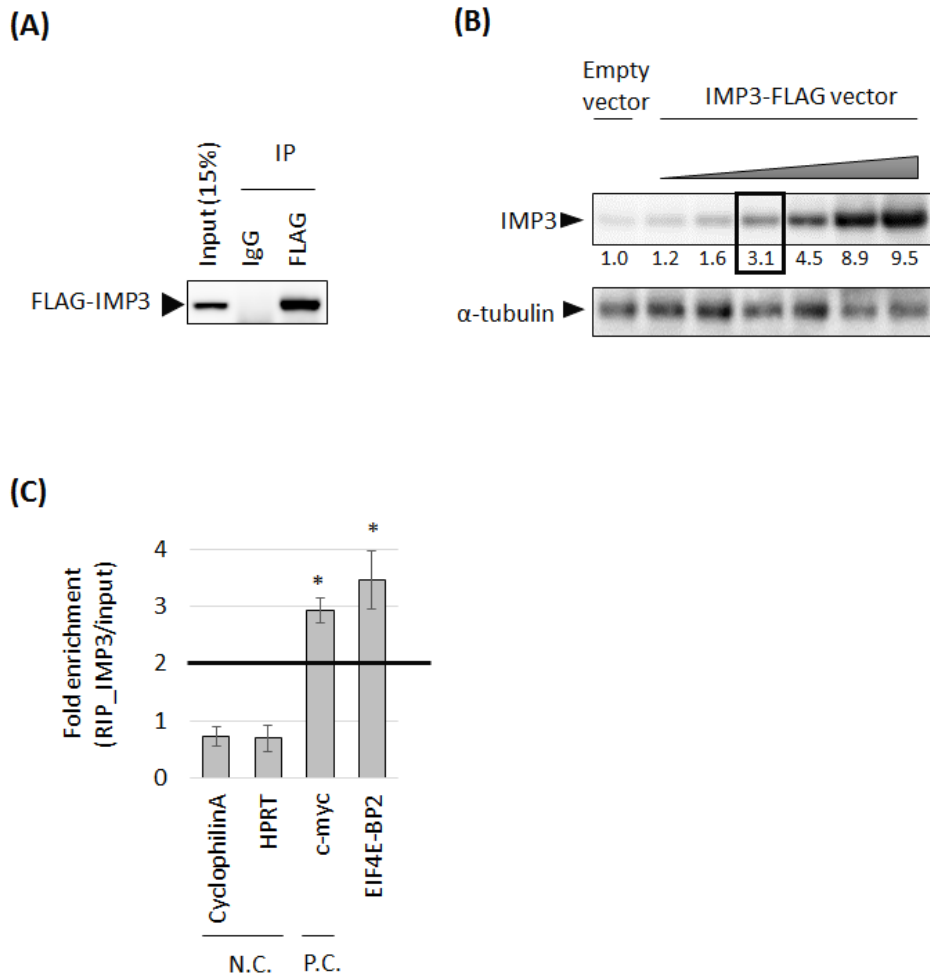 (A)
IP
Input (15%)
IgG
FLAG
FLAG-IMP3
(B)
Empty
vector
IMP3-FLAG vector
IMP3
1.0 1.2 1.6 3.1 4.5 8.9 9.5
α-tubulin
(C)
Fold enrichment
(RIP_IMP3/input)
4
3
2
1
0
*
*
CyclophilinA
HPRT
c-myc
EIF4E-BP2
N.C.
P.C.